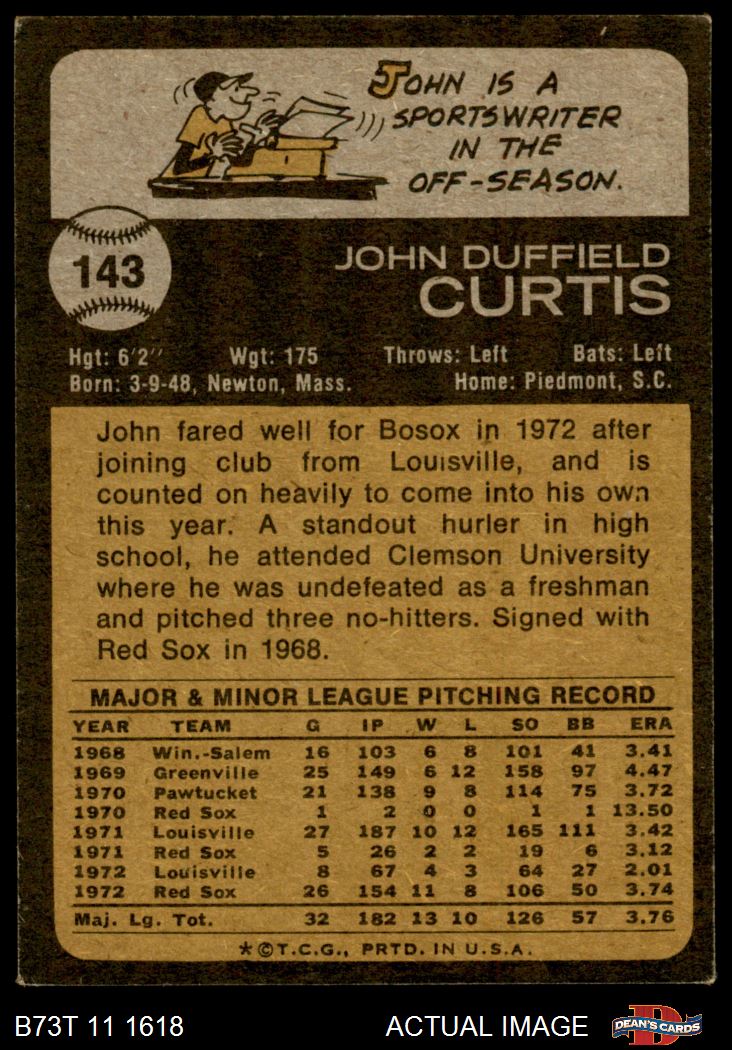 JOHN IS A
SPORTSWRITER
IN THE
OFF-SEASON.
143
JOHN DUFFIELD
CURTIS
Hgt: 6'2" Wgt: 175 Throws: Left Bats: Left
Born: 3-9-48, Newton, Mass. Home: Piedmont, S.C.
John fared well for Bosox in 1972 after
joining club from Louisville, and is
counted on heavily to come into his own
this year. A standout hurler in high
school, he attended Clemson University
where he was undefeated as a freshman
and pitched three no-hitters. Signed with
Red Sox in 1968.
MAJOR & MINOR LEAGUE PITCHING RECORD
YEAR TEAM G IP W L SO BB ERA
1968 Win.-Salem 16 103 6 8 101 41 3.41
1969 Greenville 25 149 6 12 158 97 4.47
1970 Pawtucket 21 138 9 8 114 75 3.72
1970 Red Sox 1 2 0 0 1 1 13.50
1971 Louisville 27 187 10 12 165 111 3.42
1971 Red Sox 5 26 2 2 19 6 3.12
1972 Louisville 8 67 4 3 64 27 2.01
1972 Red Sox 26 154 11 8 106 50 3.74
Maj. Lg. Tot. 32 182 13 10 126 57 3.76
*©T.C.G., PRTD. IN U.S.A.
B73T 11 1618 ACTUAL IMAGE D DEAN'S CARDS